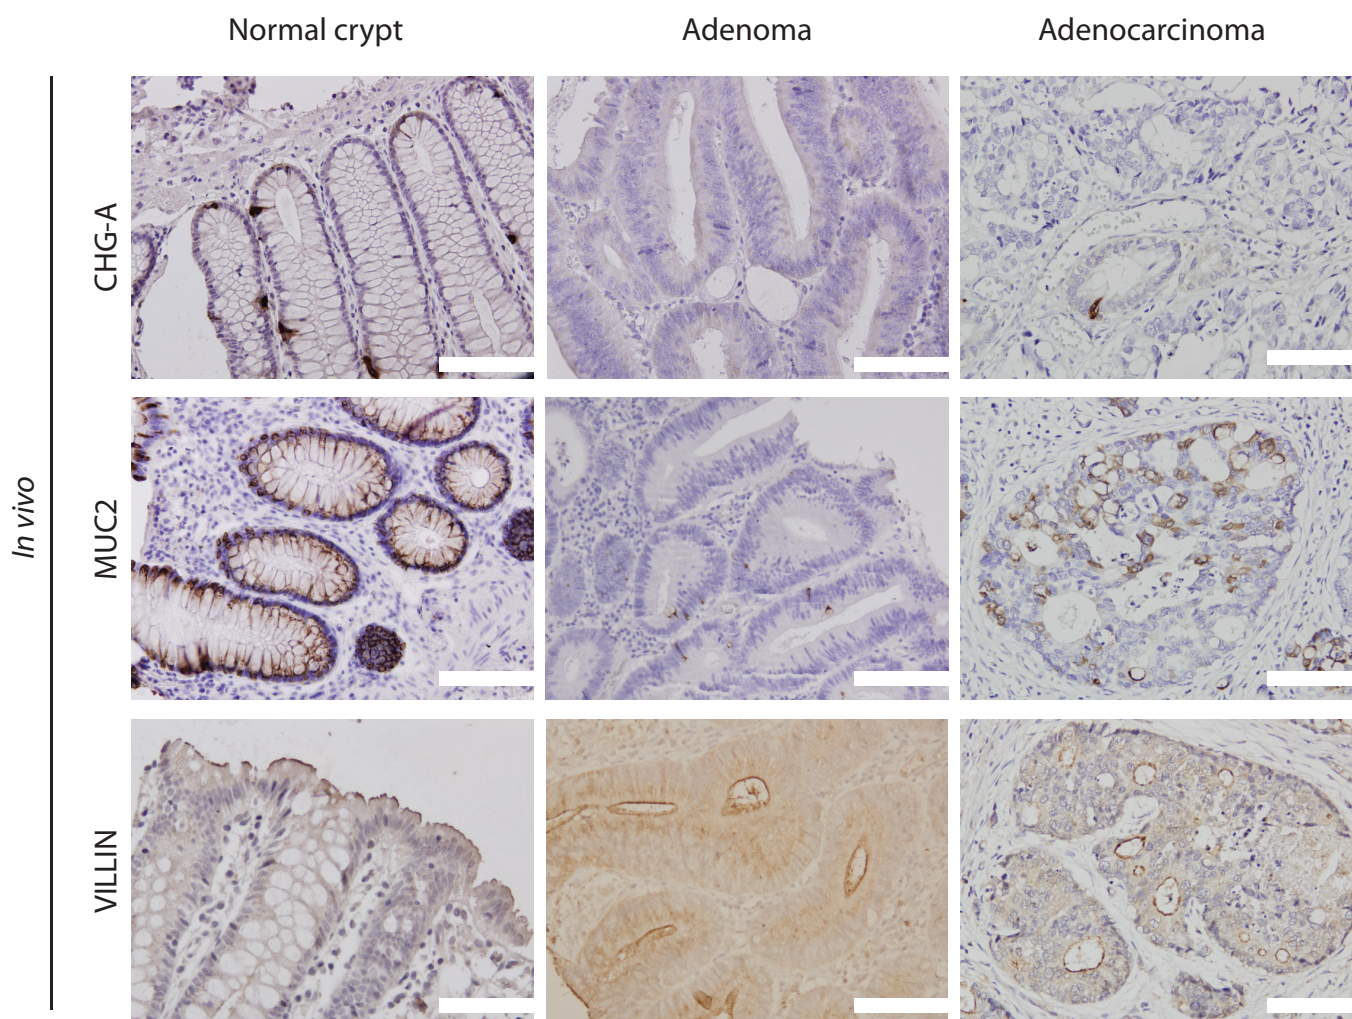 Normal crypt
Adenoma
Adenocarcinoma
In vivo
CHG-A
MUC2
VILLIN